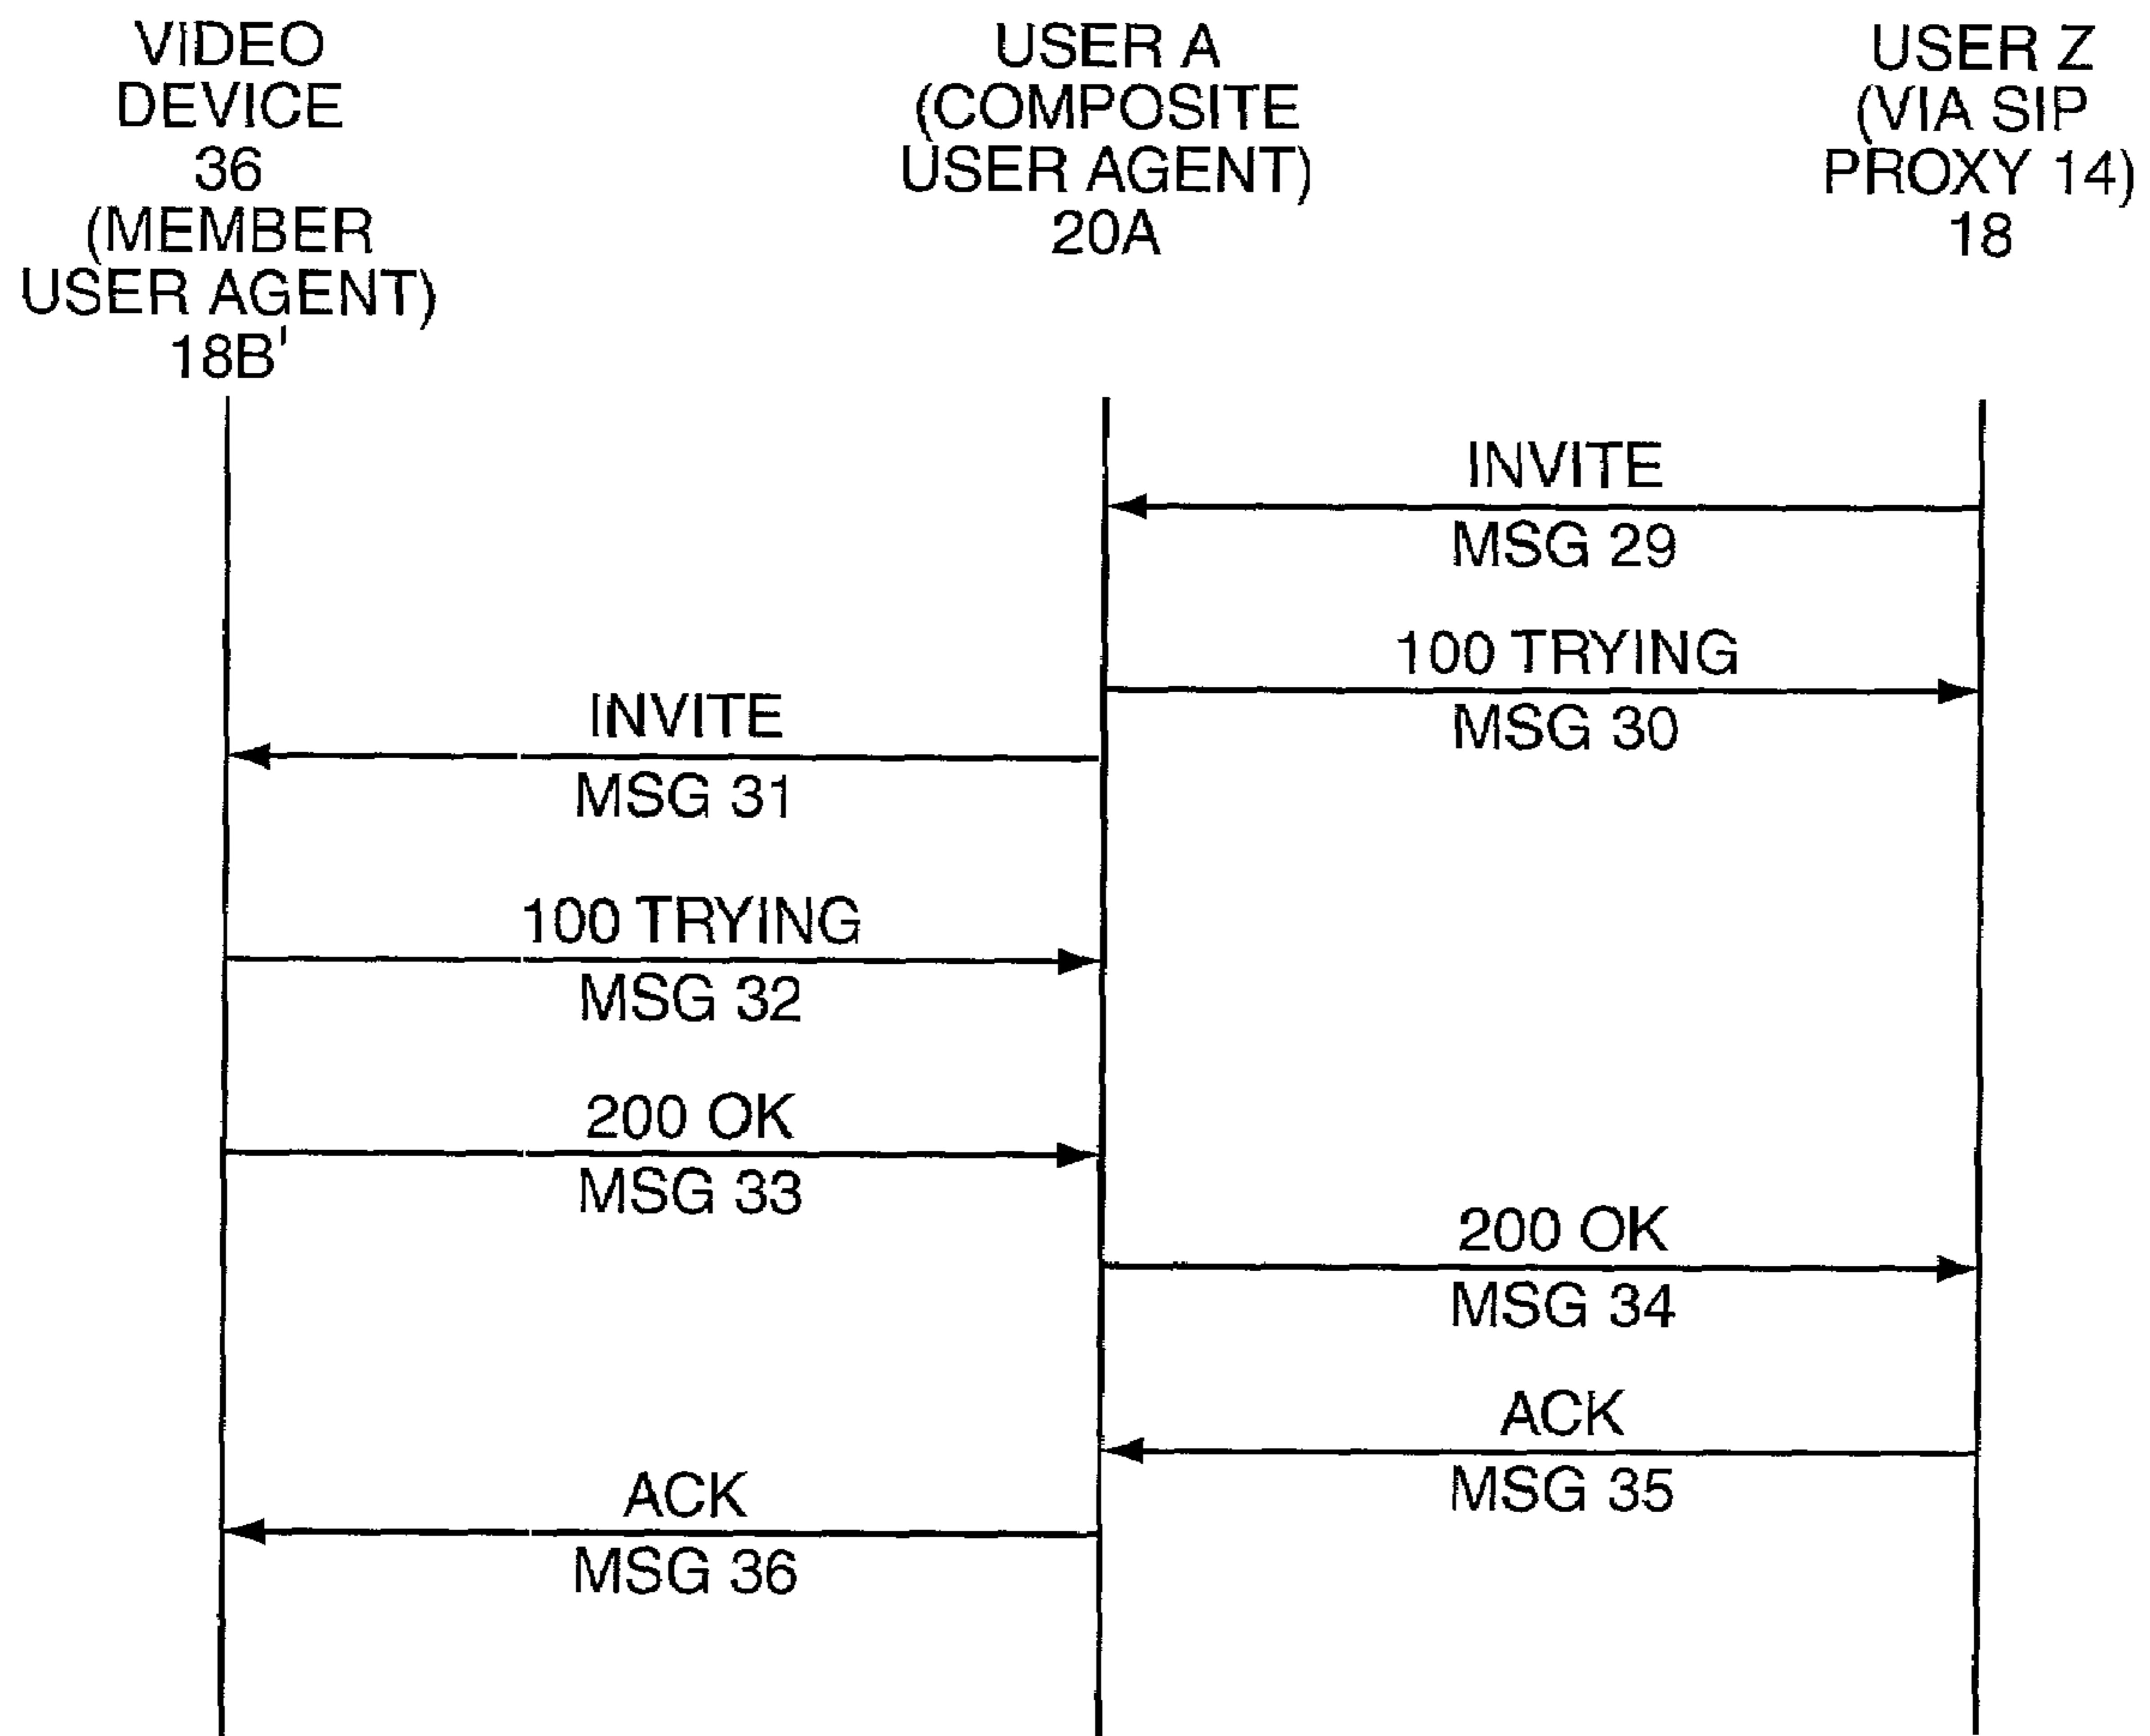 VIDEO
DEVICE
36
(MEMBER
USER AGENT)
18B'
USER A
(COMPOSITE
USER AGENT)
20A
USER Z
(VIA SIP
PROXY 14)
18
INVITE
MSG 29
100 TRYING
MSG 30
INVITE
MSG 31
100 TRYING
MSG 32
200 OK
MSG 33
200 OK
MSG 34
ACK
MSG 35
ACK
MSG 36